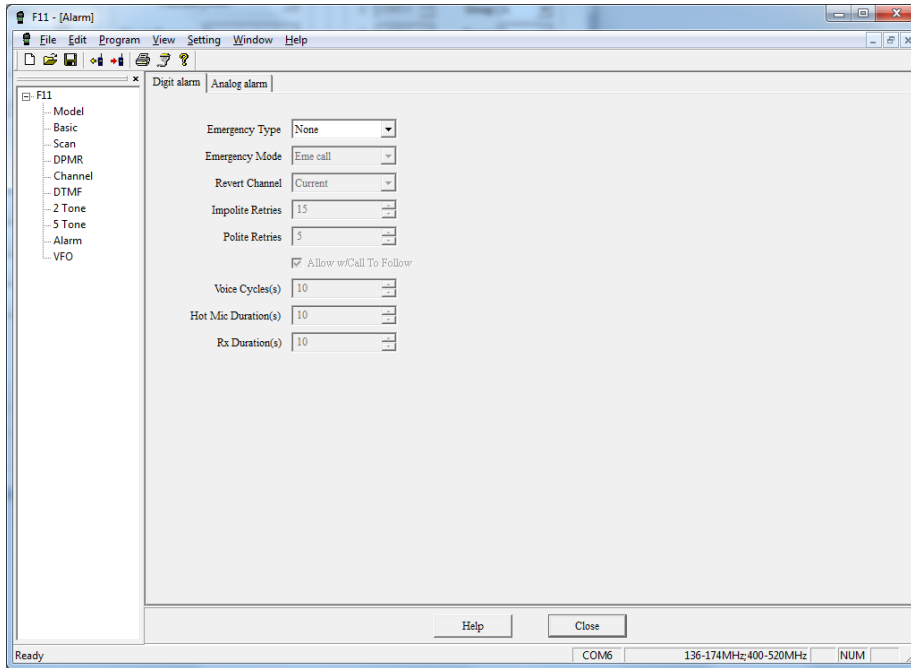 F11 - [Alarm]
File Edit Program View Setting Window Help
F11
Model
Basic
Scan
DPMR
Channel
DTMF
2 Tone
5 Tone
Alarm
VFO
Digit alarm Analog alarm
Emergency Type None
Emergency Mode Eme call
Revert Channel Current
Impolite Retries 15
Polite Retries 5
Allow w/Call To Follow
Voice Cycles(s) 10
Hot Mic Duration(s) 10
Rx Duration(s) 10
Help Close
Ready COM6 136-174MHz;400-520MHz NUM